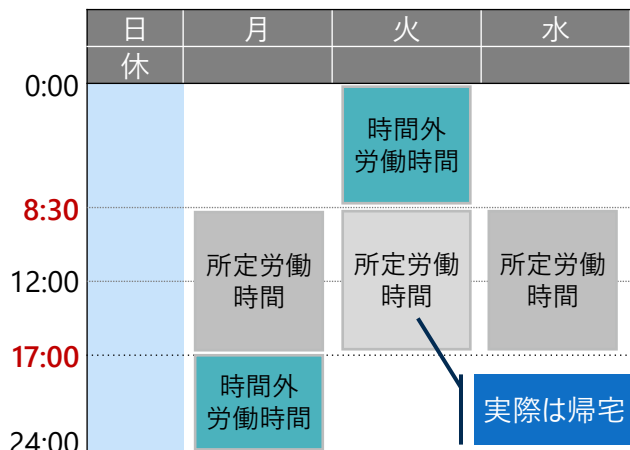 日 月 火 水
休
0:00
時間外
労働時間
8:30
所定労働
時間
所定労働
時間
所定労働
時間
12:00
17:00
時間外
労働時間
実際は帰宅
24:00